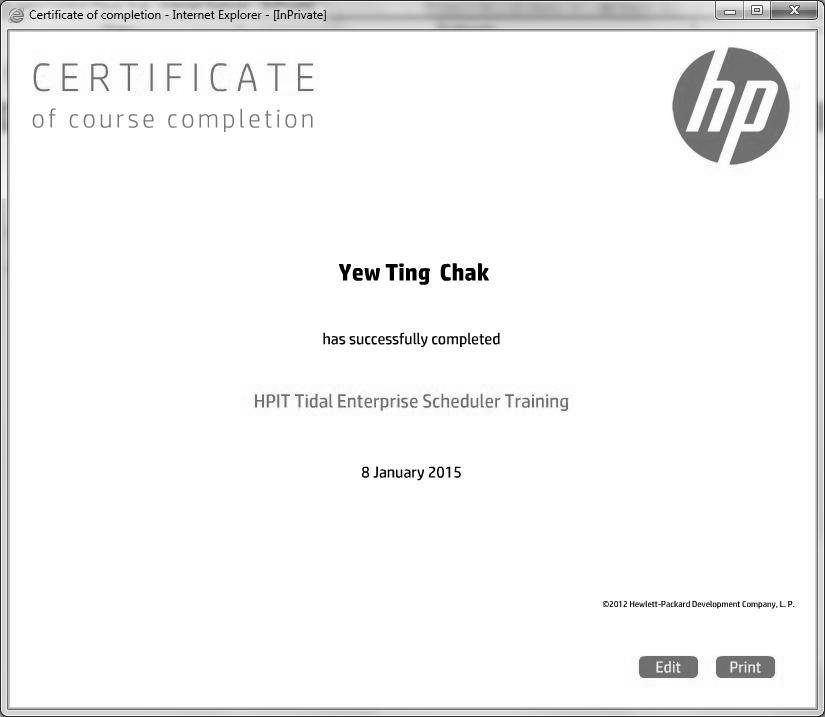 Certificate of completion - Internet Explorer - [InPrivate]
CERTIFICATE
of course completion
hp
Yew Ting Chak
has successfully completed
HPIT Tidal Enterprise Scheduler Training
8 January 2015
©2012 Hewlett-Packard Development Company, L. P.
Edit
Print